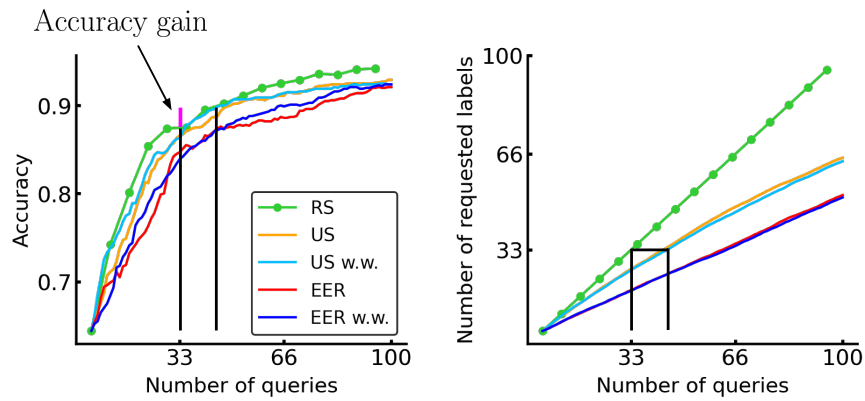 Accuracy gain
0.9
0.8
0.7
Accuracy
RS
US
US w.w.
EER
EER w.w.
33
66
100
Number of queries
100
66
33
Number of requested labels
33
66
100
Number of queries